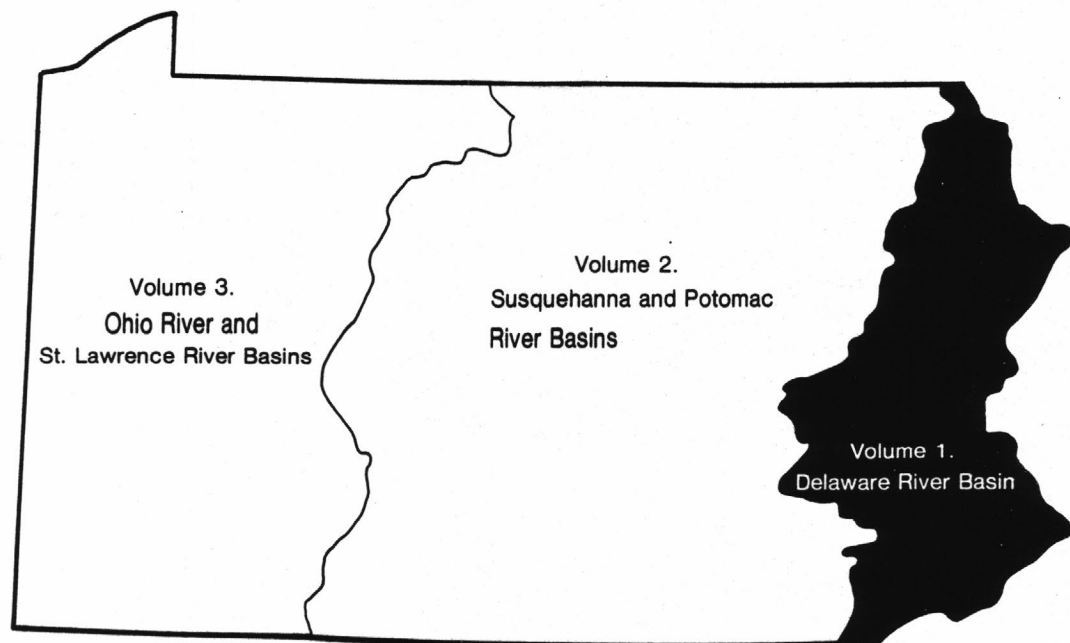 Volume 3.
Ohio River and
St. Lawrence River Basins
Volume 2.
Susquehanna and Potomac
River Basins
Volume 1.
Delaware River Basin